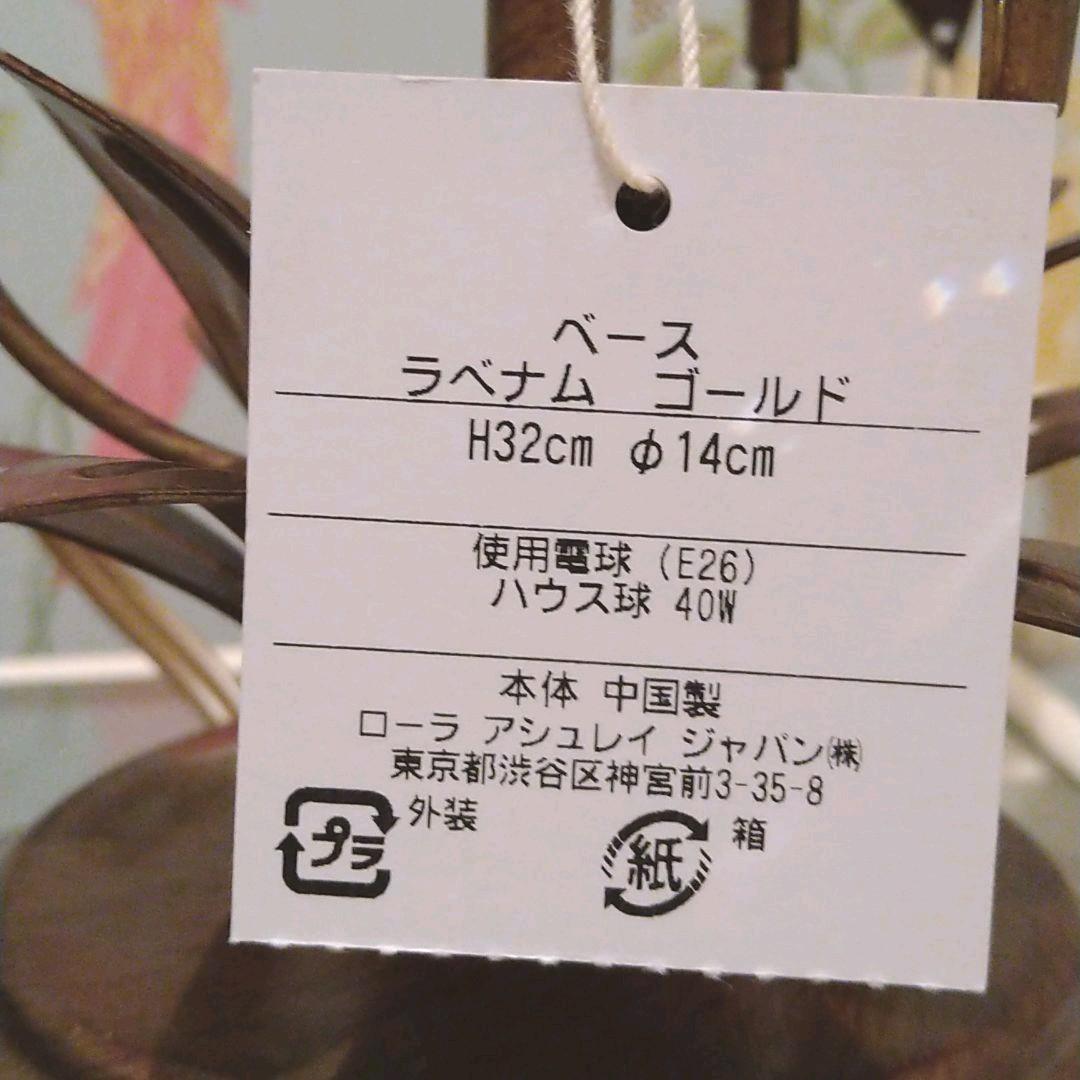 ベース
ラベナム　ゴールド
H32cm φ14cm
使用電球 (E26)
ハウス球 40W
本体 中国製
ローラ アシュレイ ジャパン㈱
東京都渋谷区神宮前3-35-8
プラ 外装
紙 箱